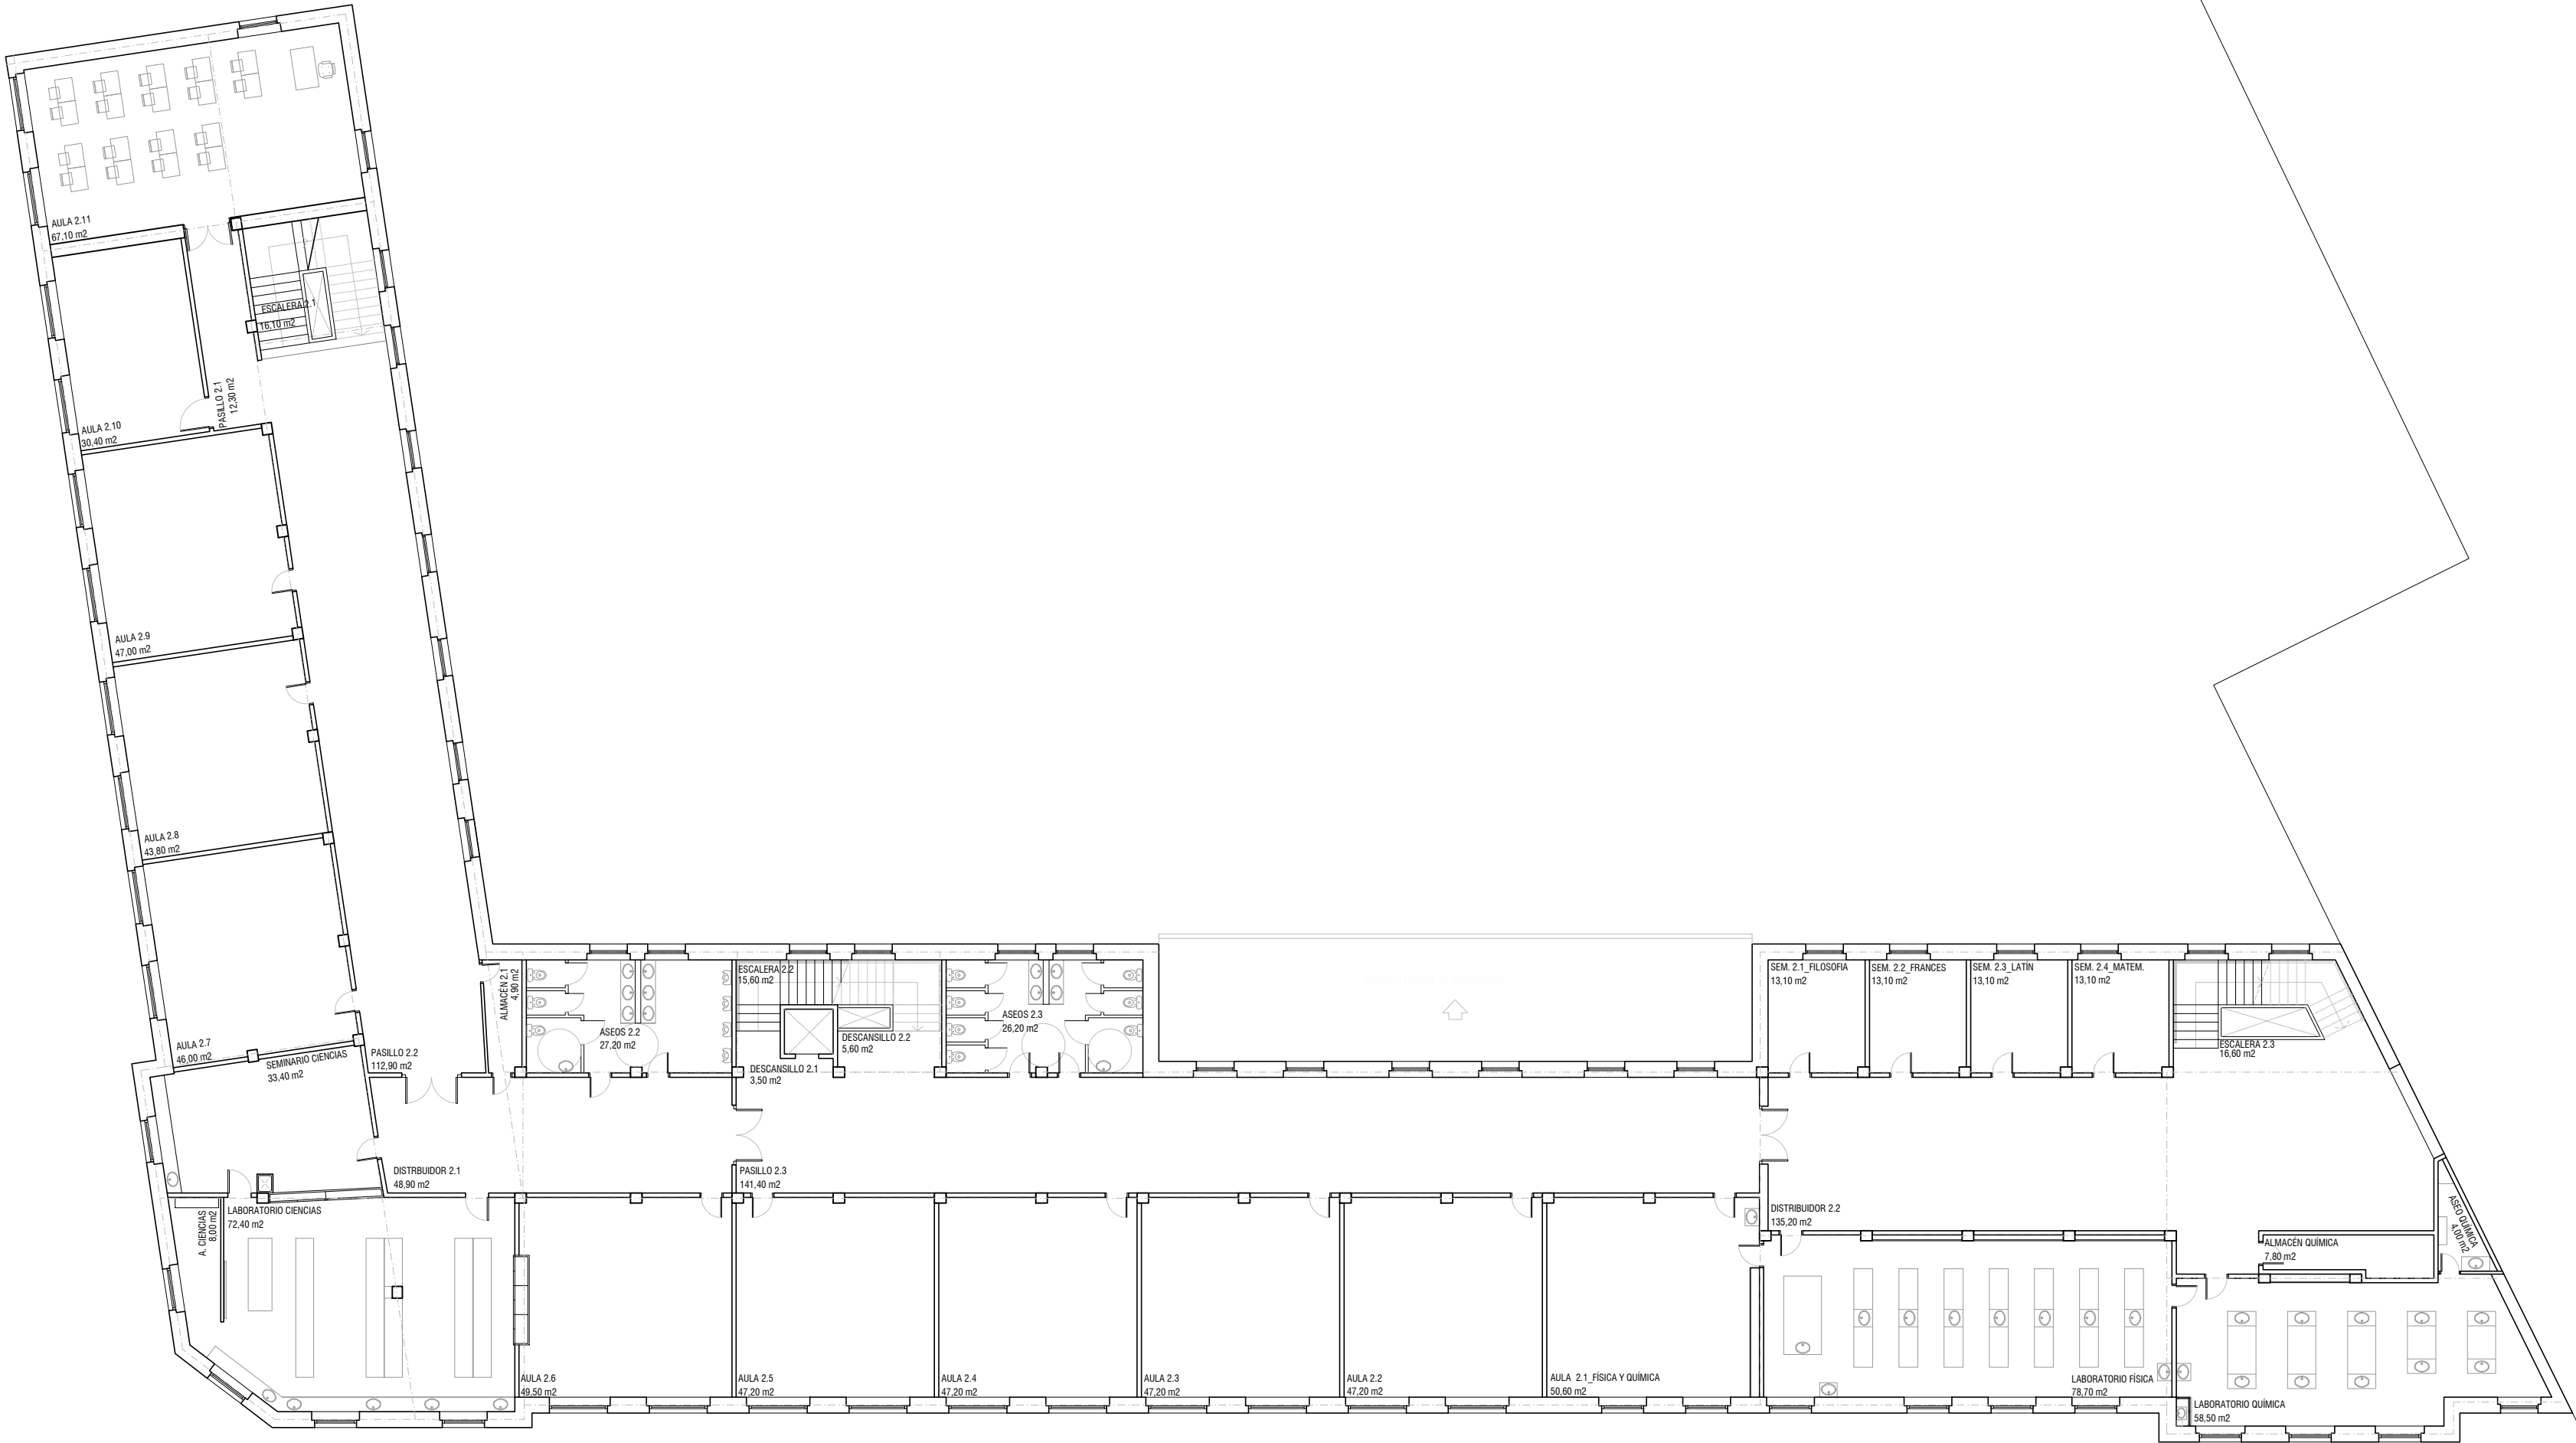 AULA 2.11
67,10 m2
ESCALERA 2.1
16,10 m2
PASILLO 2.1
12,30 m2
AULA 2.10
30,40 m2
AULA 2.9
47,00 m2
AULA 2.8
43,80 m2
AULA 2.7
46,00 m2
SEMINARIO CIENCIAS
33,40 m2
PASILLO 2.2
112,90 m2
ALMACÉN 2.1
4,90 m2
ASEOS 2.2
27,20 m2
ESCALERA 2.2
15,60 m2
DESCANSILLO 2.2
5,60 m2
DESCANSILLO 2.1
3,50 m2
ASEOS 2.3
26,20 m2
SEM. 2.1_FILOSOFIA
13,10 m2
SEM. 2.2_FRANCES
13,10 m2
SEM. 2.3_LATÍN
13,10 m2
SEM. 2.4_MATEM.
13,10 m2
ESCALERA 2.3
16,60 m2
DISTRBUIDOR 2.1
48,90 m2
PASILLO 2.3
141,40 m2
DISTRIBUIDOR 2.2
135,20 m2
A. CIENCIAS
8,00 m2
LABORATORIO CIENCIAS
72,40 m2
ASEO QUÍMICA
4,00 m2
ALMACÉN QUÍMICA
7,80 m2
AULA 2.6
49,50 m2
AULA 2.5
47,20 m2
AULA 2.4
47,20 m2
AULA 2.3
47,20 m2
AULA 2.2
47,20 m2
AULA 2.1_FÍSICA Y QUÍMICA
50,60 m2
LABORATORIO FÍSICA
78,70 m2
LABORATORIO QUÍMICA
58,50 m2